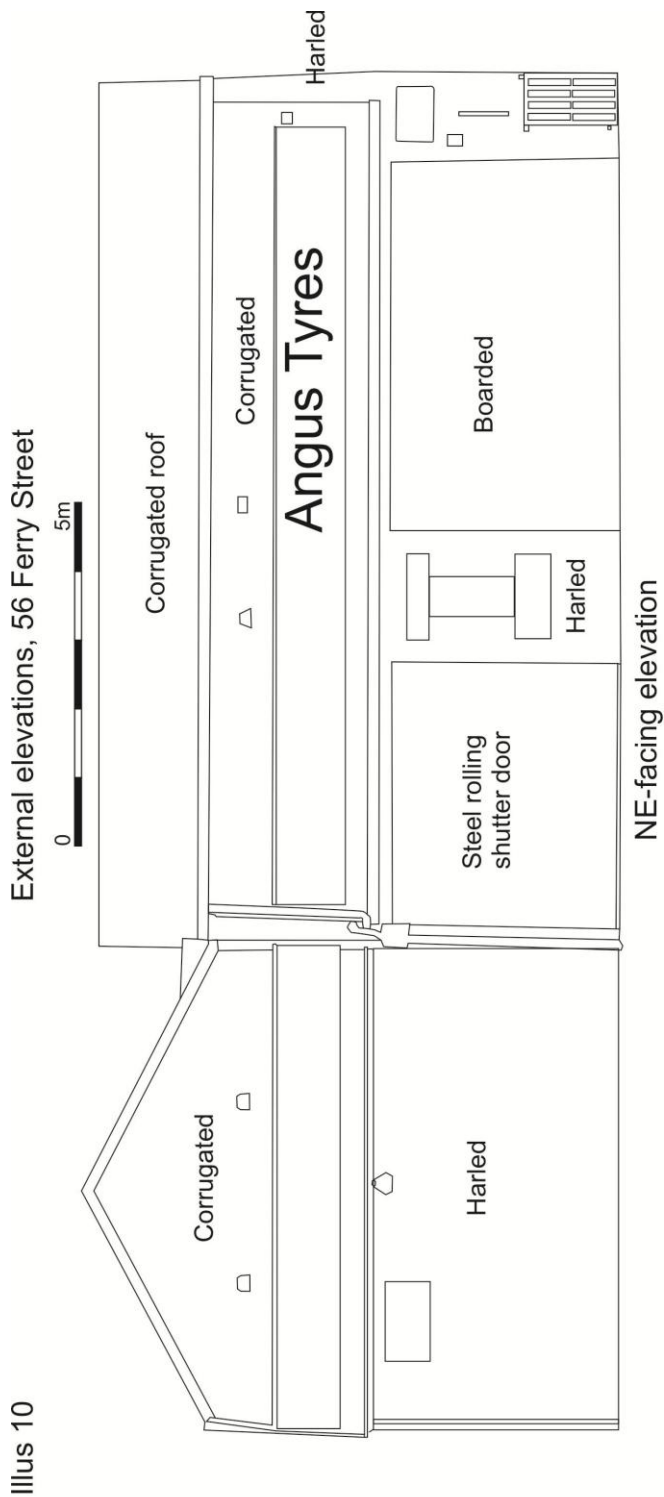 Illus 10
External elevations, 56 Ferry Street
0 5m
Corrugated roof
Corrugated
Corrugated
Harled
Angus Tyres
Harled
Steel rolling
shutter door
Harled
Boarded
NE-facing elevation